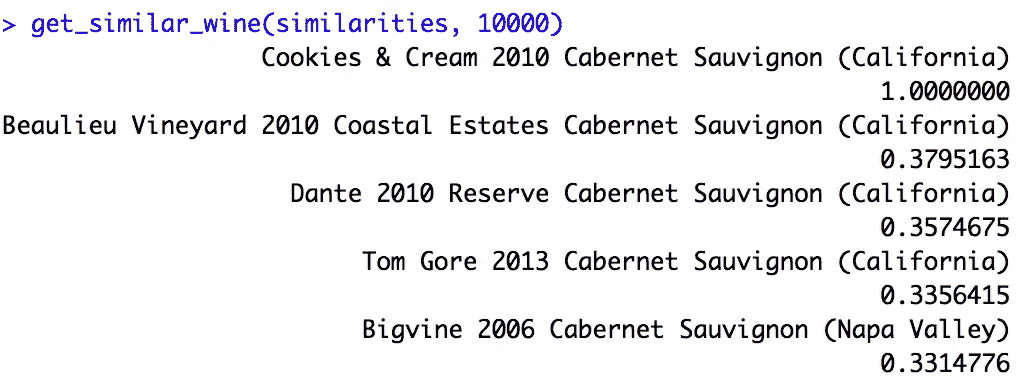 > get_similar_wine(similarities, 10000)
Cookies & Cream 2010 Cabernet Sauvignon (California)
1.0000000
Beaulieu Vineyard 2010 Coastal Estates Cabernet Sauvignon (California)
0.3795163
Dante 2010 Reserve Cabernet Sauvignon (California)
0.3574675
Tom Gore 2013 Cabernet Sauvignon (California)
0.3356415
Bigvine 2006 Cabernet Sauvignon (Napa Valley)
0.3314776